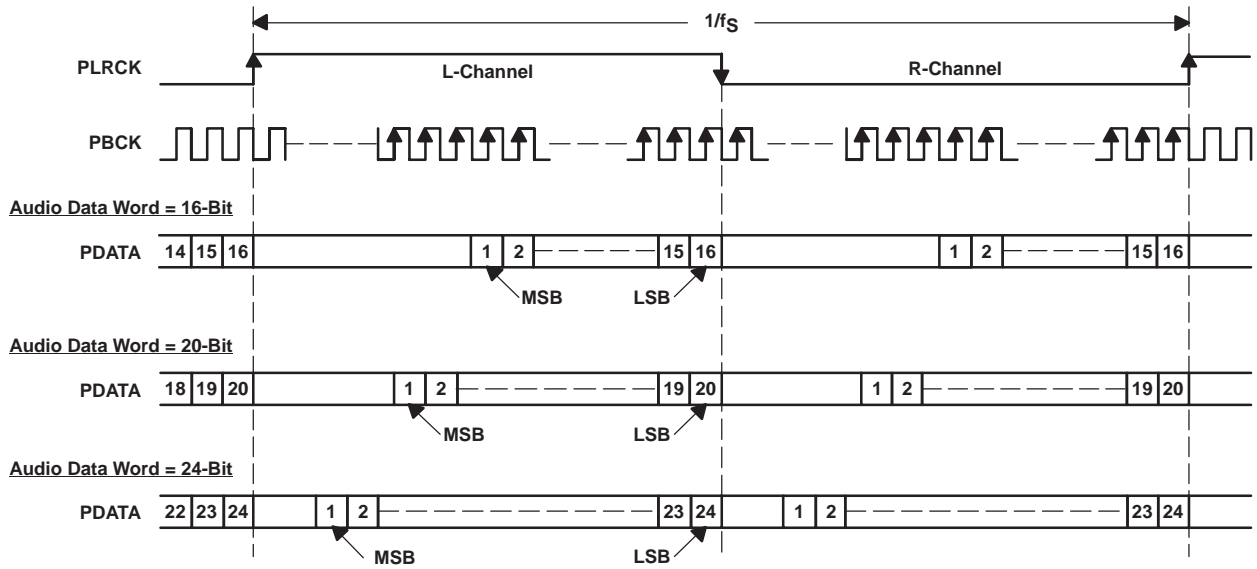 1/fS
PLRCK L-Channel R-Channel
PBCK
Audio Data Word = 16-Bit
PDATA 14 15 16 1 2 15 16 1 2 15 16
MSB LSB
Audio Data Word = 20-Bit
PDATA 18 19 20 1 2 19 20 1 2 19 20
MSB LSB
Audio Data Word = 24-Bit
PDATA 22 23 24 1 2 23 24 1 2 23 24
MSB LSB